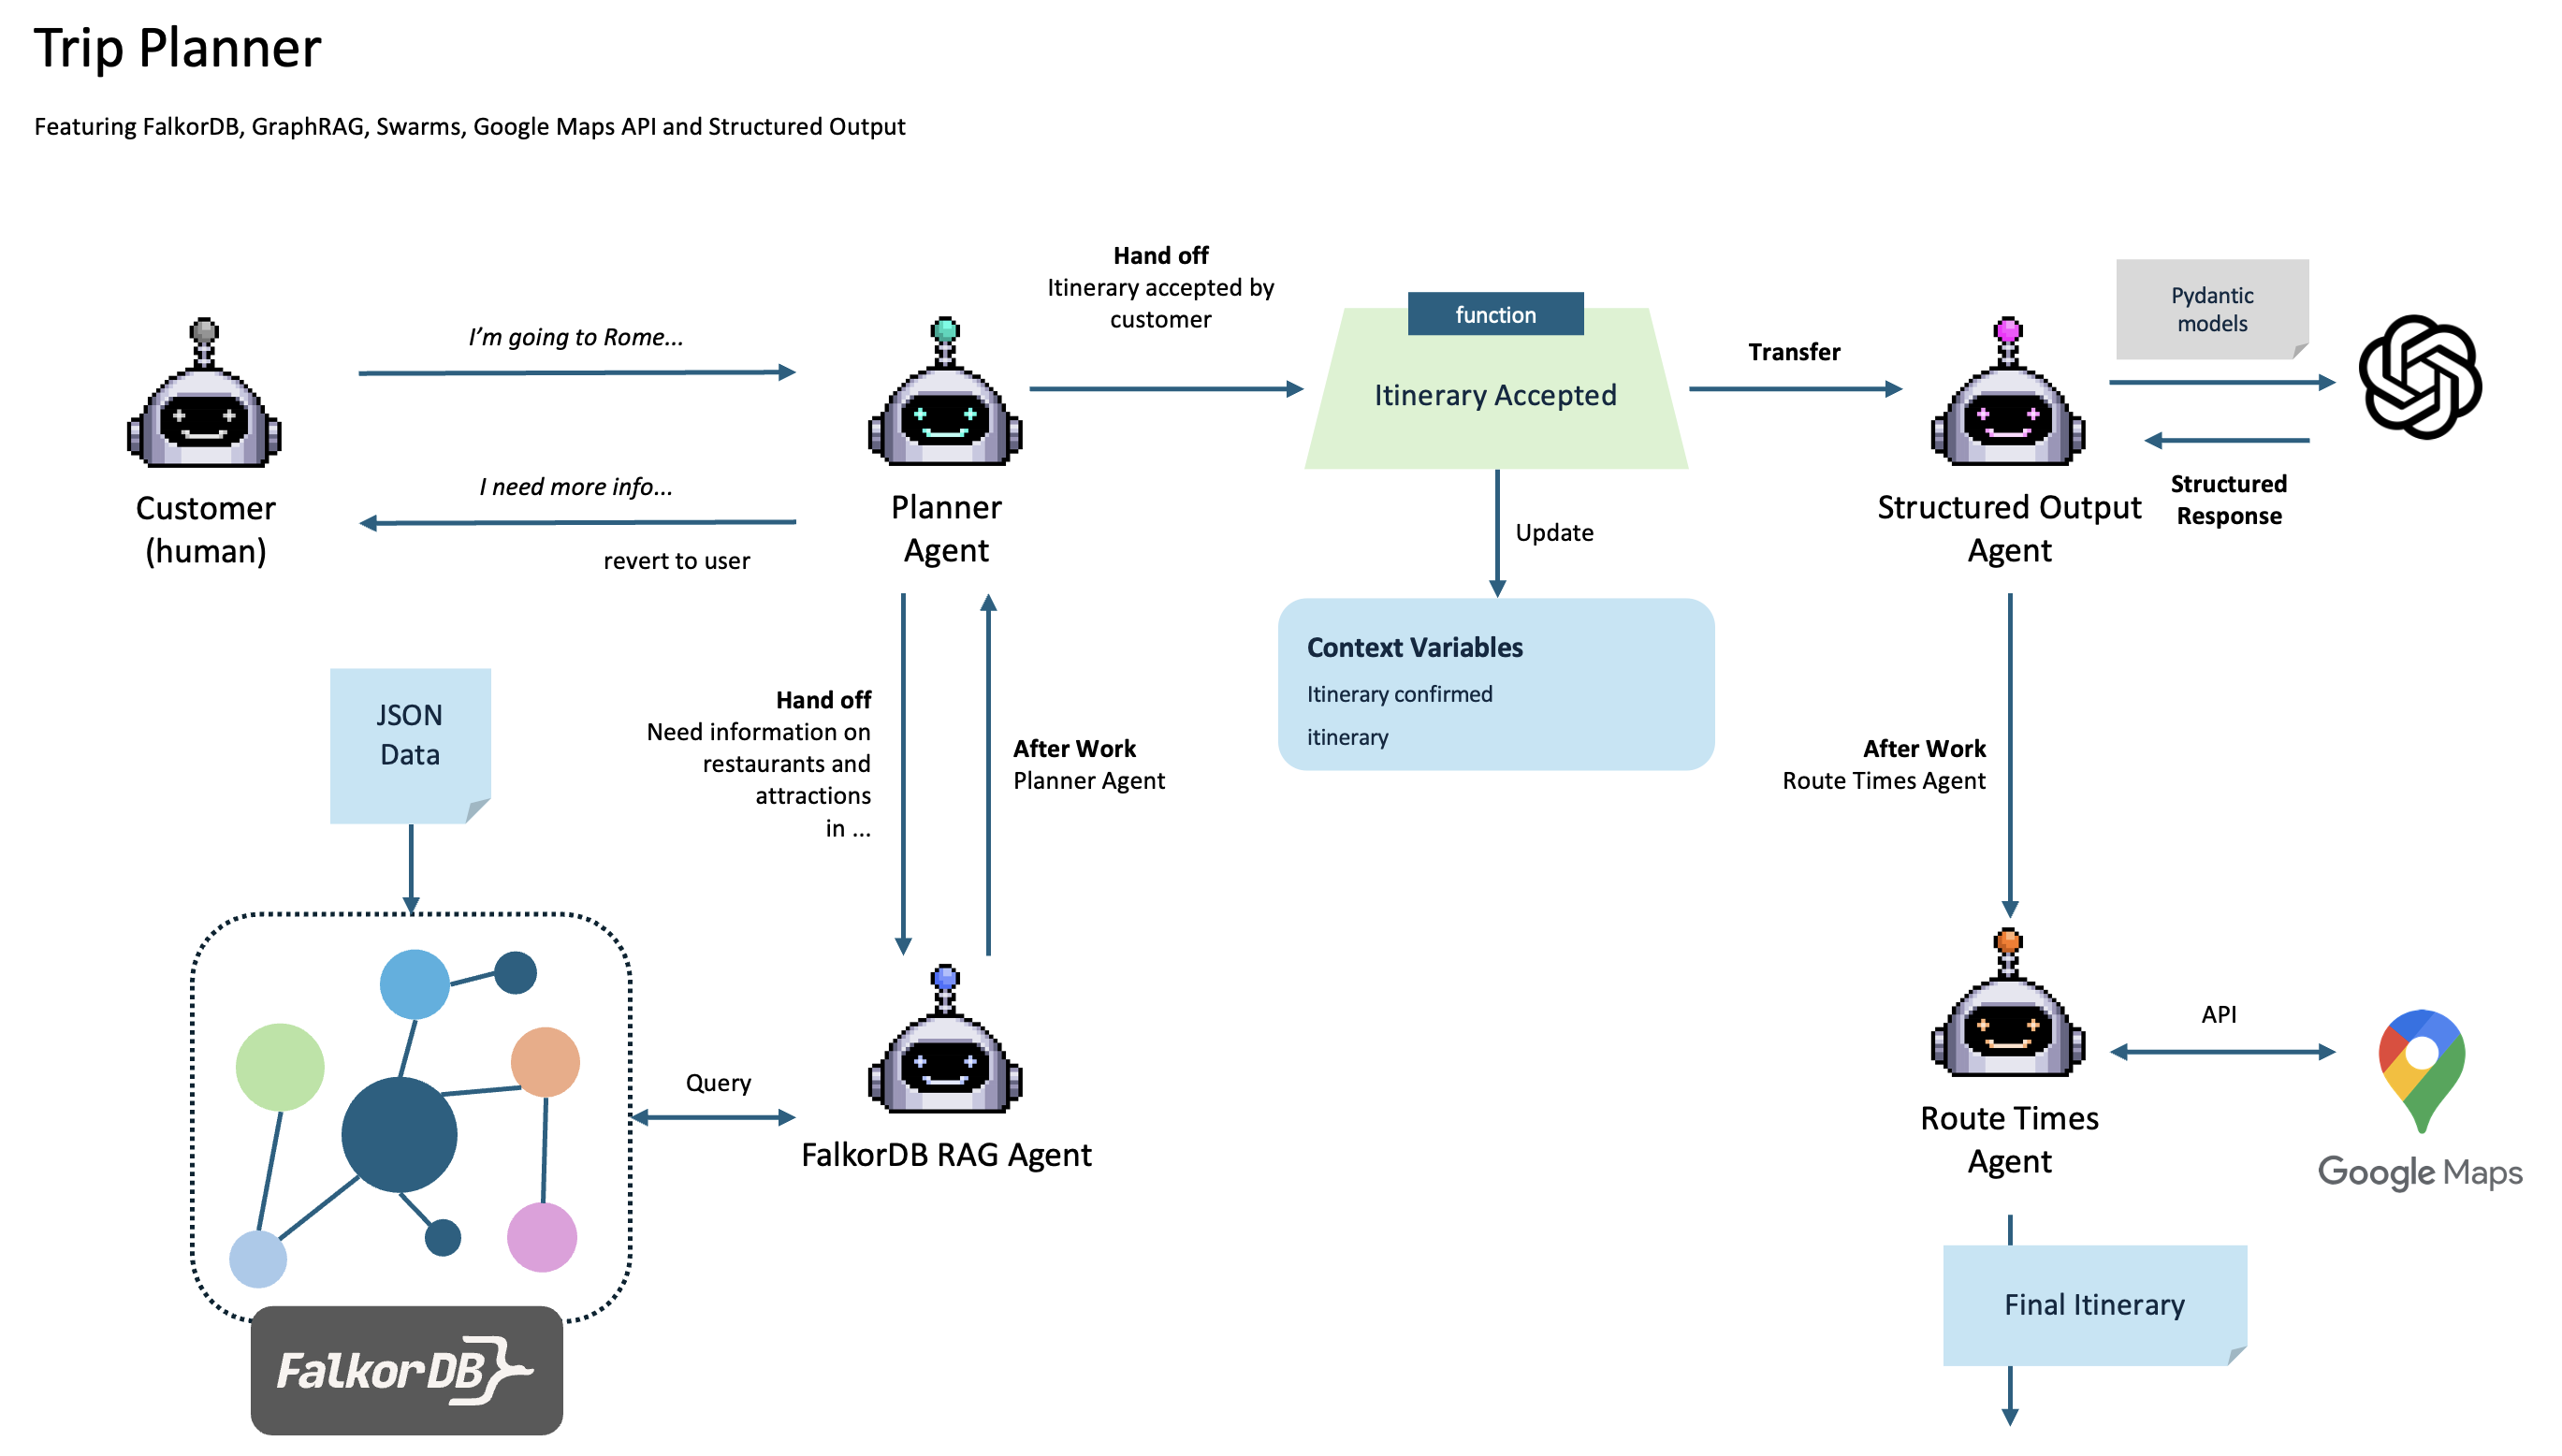 Trip Planner
Featuring FalkorDB, GraphRAG, Swarms, Google Maps API and Structured Output
Customer
(human)
I’m going to Rome...
I need more info...
revert to user
Planner
Agent
Hand off
Itinerary accepted by
customer
function
Itinerary Accepted
Update
Context Variables
Itinerary confirmed
itinerary
Transfer
Structured Output
Agent
Pydantic
models
Structured
Response
JSON
Data
Hand off
Need information on
restaurants and
attractions
in ...
After Work
Planner Agent
After Work
Route Times Agent
Query
FalkorDB RAG Agent
FalkorDB
Route Times
Agent
API
Google Maps
Final Itinerary